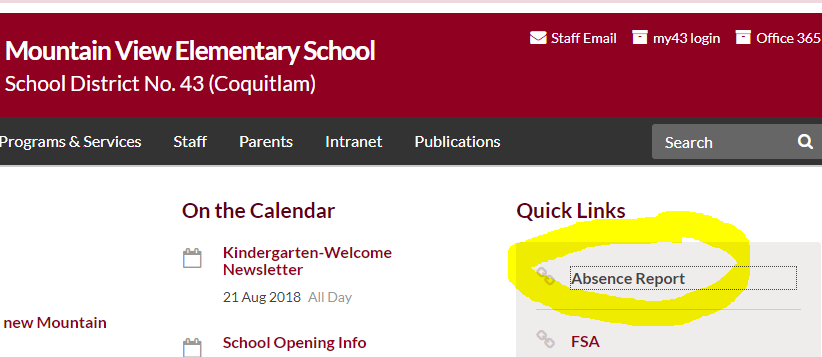 Mountain View Elementary School
School District No. 43 (Coquitlam)
Staff Email my43 login Office 365
Programs & Services Staff Parents Intranet Publications
Search
new Mountain
On the Calendar
Kindergarten-Welcome
Newsletter
21 Aug 2018 All Day
School Opening Info
Quick Links
Absence Report
FSA